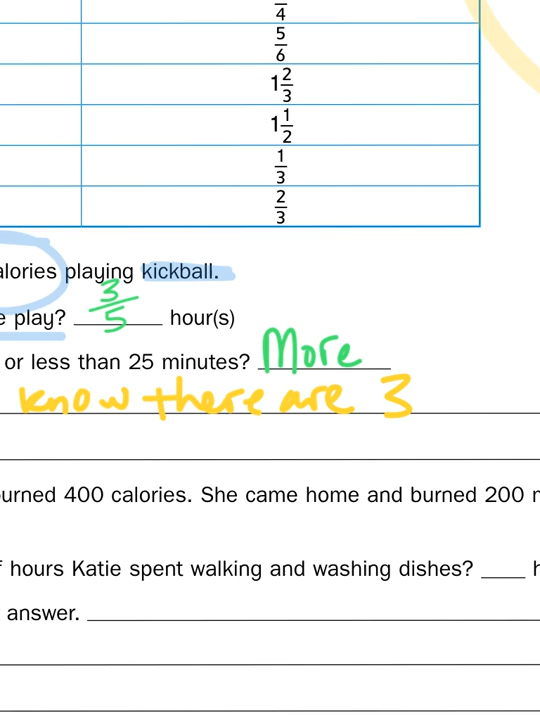 4
5/6
1 2/3
1 1/2
1/3
2/3
alories playing kickball.
e play? 3/5 hour(s)
or less than 25 minutes? More
know there are 3
urned 400 calories. She came home and burned 200
f hours Katie spent walking and washing dishes? ____ h
answer.